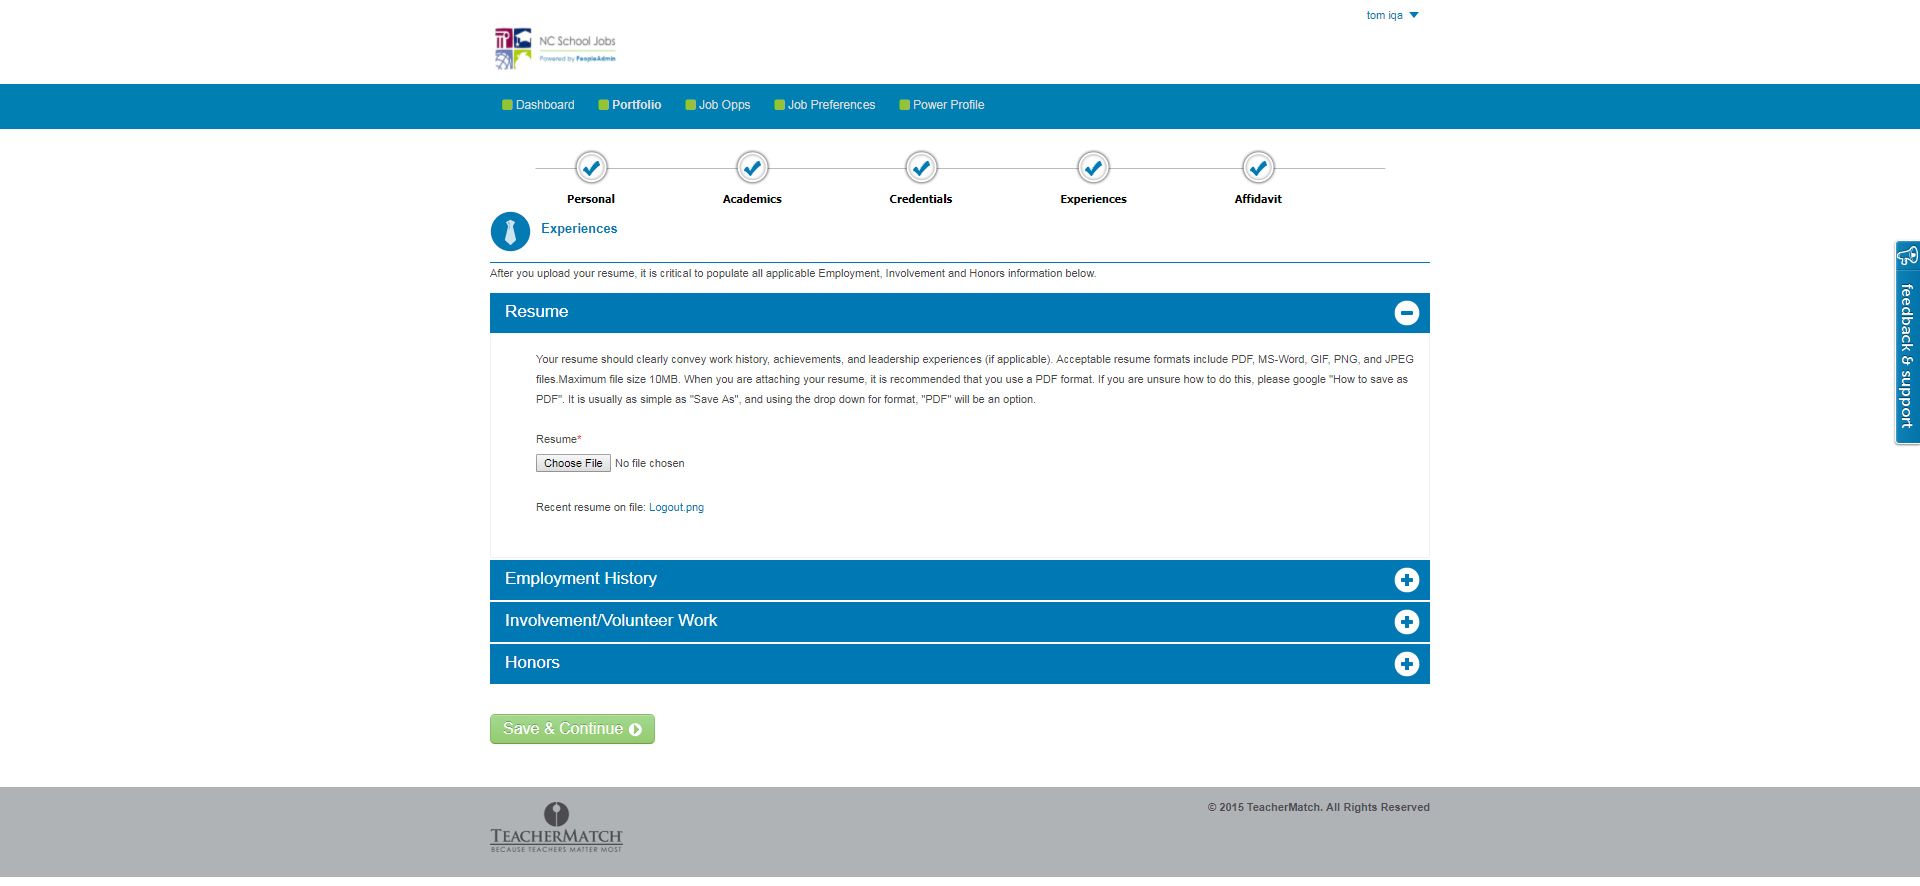 tom iqa
NC School Jobs
Powered by PeopleAdmin
Dashboard Portfolio Job Opps Job Preferences Power Profile
Personal Academics Credentials Experiences Affidavit
Experiences
After you upload your resume, it is critical to populate all applicable Employment, Involvement and Honors information below.
Resume
Your resume should clearly convey work history, achievements, and leadership experiences (if applicable). Acceptable resume formats include PDF, MS-Word, GIF, PNG, and JPEG
files.Maximum file size 10MB. When you are attaching your resume, it is recommended that you use a PDF format. If you are unsure how to do this, please google "How to save as
PDF". It is usually as simple as "Save As", and using the drop down for format, "PDF" will be an option.
Resume*
Choose File No file chosen
Recent resume on file: Logout.png
Employment History
Involvement/Volunteer Work
Honors
Save & Continue
feedback & support
© 2015 TeacherMatch. All Rights Reserved
TEACHERMATCH
BECAUSE TEACHERS MATTER MOST